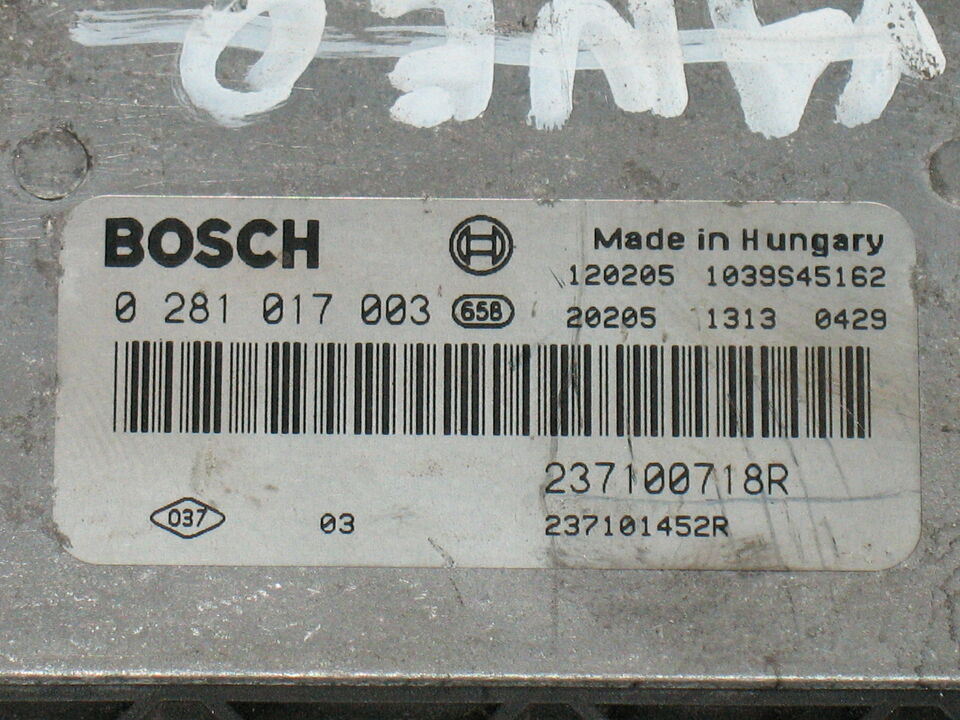 BOSCH
Made in Hungary
120205 1039S45162
0 281 017 003 658
20205 1313 0429
237100718R
037 03 237101452R